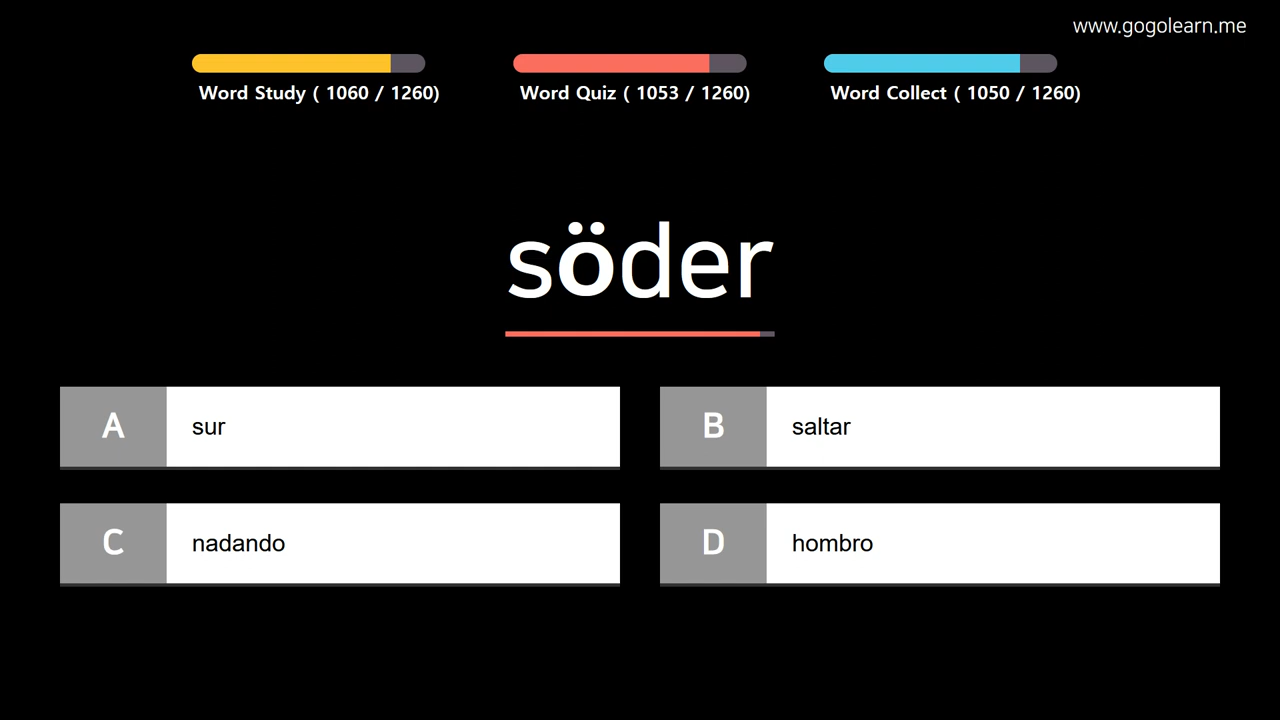 www.gogolearn.me
Word Study ( 1060 / 1260)
Word Quiz ( 1053 / 1260)
Word Collect ( 1050 / 1260)
söder
A
sur
B
saltar
C
nadando
D
hombro